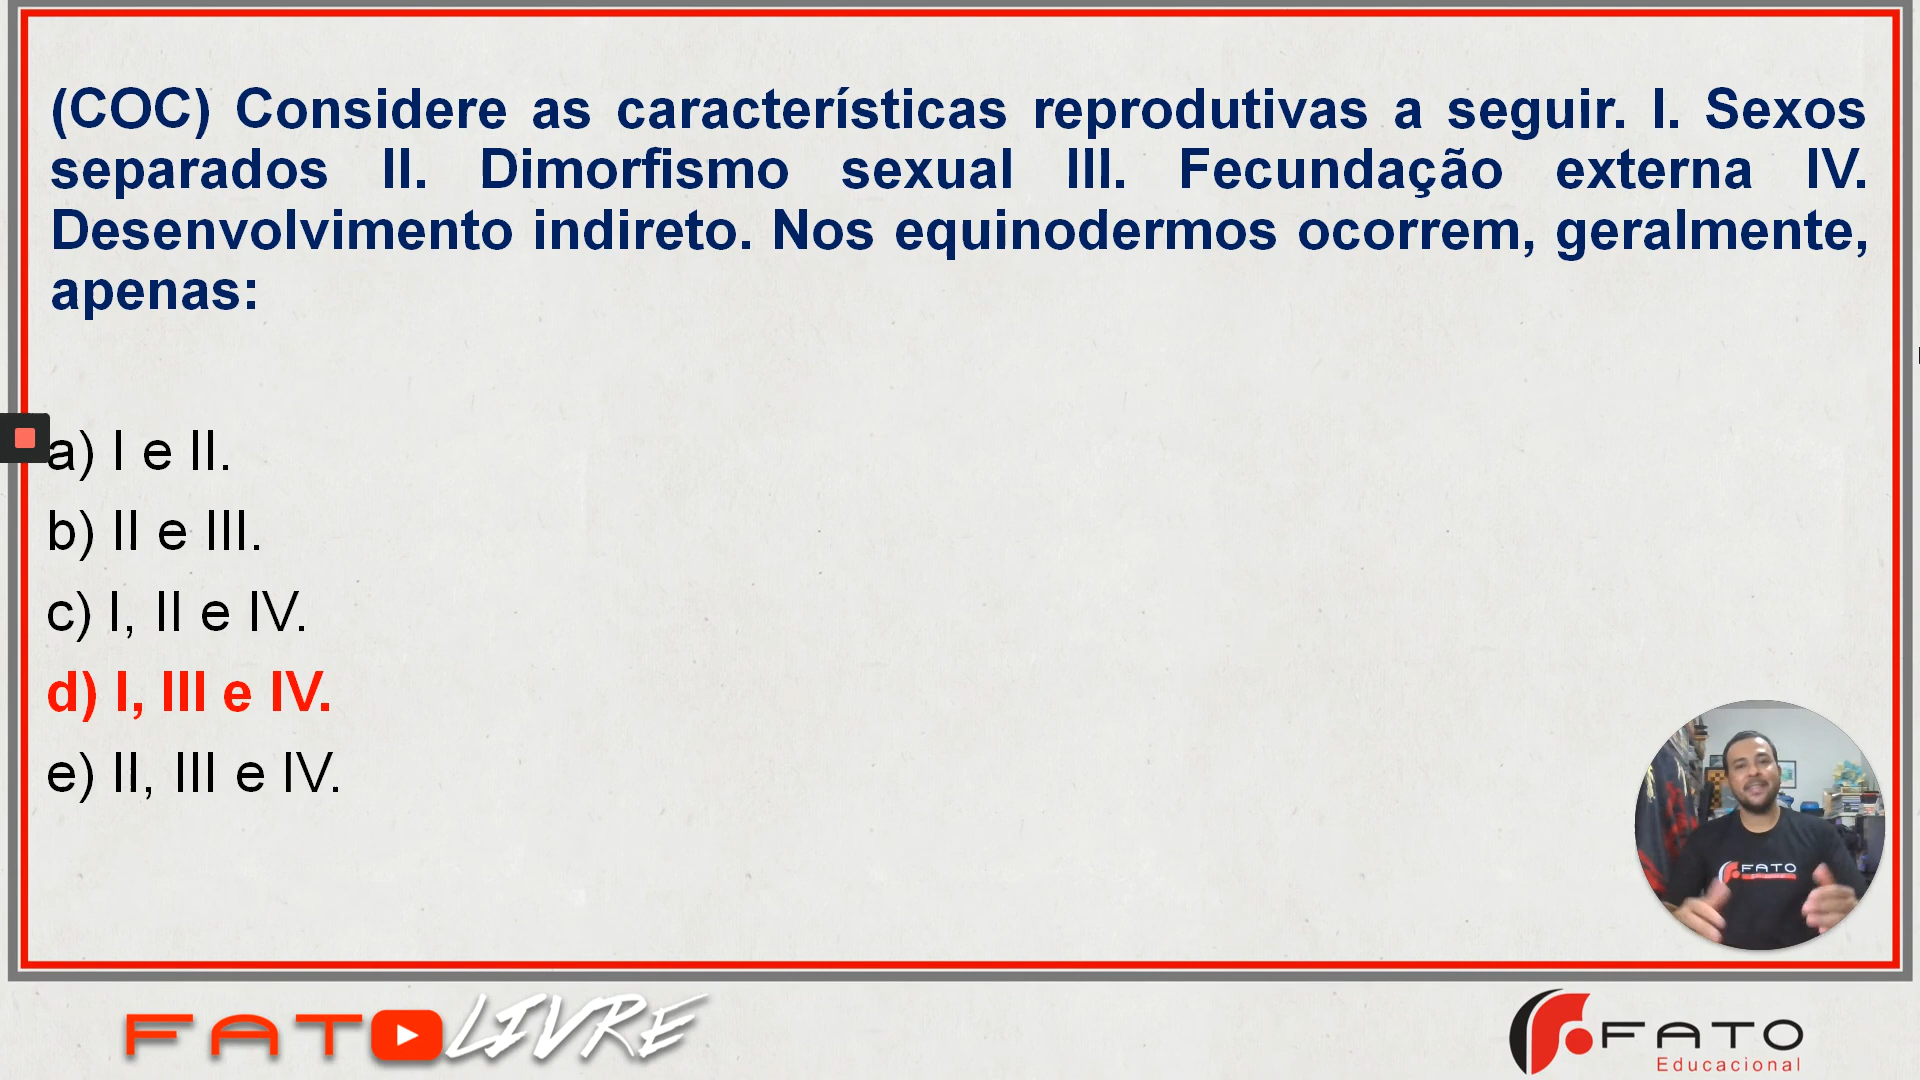 (COC) Considere as características reprodutivas a seguir. I. Sexos
separados II. Dimorfismo sexual III. Fecundação externa IV.
Desenvolvimento indireto. Nos equinodermos ocorrem, geralmente,
apenas:
a) I e II.
b) II e III.
c) I, II e IV.
d) I, III e IV.
e) II, III e IV.
FATO
FATO LIVRE
FATO
Educacional